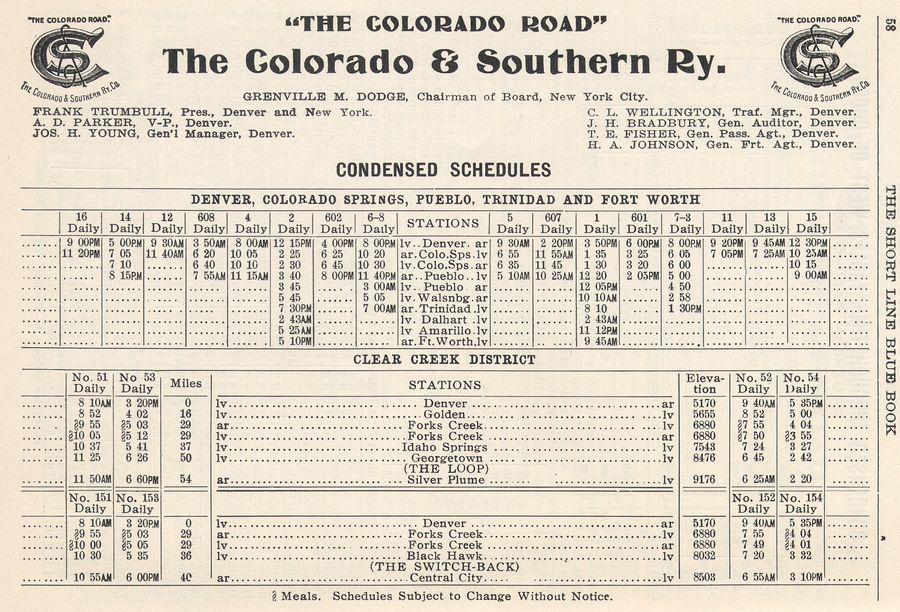 "THE COLORADO ROAD."
"THE COLORADO ROAD"
"THE COLORADO ROAD."
The Colorado & Southern Ry.
THE COLORADO & SOUTHERN RY. CO.
THE COLORADO & SOUTHERN RY. CO.
GRENVILLE M. DODGE, Chairman of Board, New York City.
FRANK TRUMBULL, Pres., Denver and New York.
A. D. PARKER, V-P., Denver.
JOS. H. YOUNG, Gen'l Manager, Denver.
C. L. WELLINGTON, Traf. Mgr., Denver.
J. H. BRADBURY, Gen. Auditor, Denver.
T. E. FISHER, Gen. Pass. Agt., Denver.
H. A. JOHNSON, Gen. Frt. Agt., Denver.
CONDENSED SCHEDULES
DENVER, COLORADO SPRINGS, PUEBLO, TRINIDAD AND FORT WORTH
16 14 12 608 4 2 602 6-8 STATIONS 5 607 1 601 7-3 11 13 15
Daily Daily Daily Daily Daily Daily Daily Daily Daily Daily Daily Daily Daily Daily Daily Daily
9 00PM 5 00PM 9 30AM 3 50AM 8 00AM 12 15PM 4 00PM 8 00PM lv..Denver. ar 9 30AM 2 20PM 3 50PM 6 00PM 8 00PM 9 20PM 9 45AM 12 30PM
11 20PM 7 05 11 40AM 6 20 10 05 2 25 6 25 10 20 ar.Colo.Sps.lv 6 55 11 55AM 1 35 3 25 6 05 7 05PM 7 25AM 10 25AM
7 10 6 40 10 10 2 30 6 45 10 30 lv.Colo.Sps.ar 6 35 11 45 1 30 3 20 6 00 10 15
8 15PM 7 55AM 11 15AM 3 40 8 00PM 11 40PM ar..Pueblo ..lv 5 10AM 10 25AM 12 20 2 05PM 5 00 9 00AM
3 45 3 00AM lv.. Pueblo ar 12 05PM 4 50
5 45 5 05 lv.Walsnbg.ar 10 10AM 2 58
7 30PM 7 00AM ar.Trinidad.lv 8 10 1 30PM
2 43AM lv. Dalhart .lv 2 43AM
5 25AM lv Amarillo.lv 11 12PM
5 10PM ar.Ft.Worth.lv 9 45AM
CLEAR CREEK DISTRICT
No. 51 Daily No 53 Daily Miles STATIONS Elevation No. 52 Daily No. 54 Daily
8 10AM 3 20PM 0 lv. Denver ar 5170 9 40AM 5 35PM
8 52 4 02 16 lv. Golden lv 5655 8 52 5 00
§9 55 §5 03 29 ar. Forks Creek lv 6880 §7 55 4 04
§10 05 §5 12 29 lv. Forks Creek ar 6880 §7 50 §3 55
10 37 5 41 37 lv. Idaho Springs lv 7543 7 24 3 27
11 25 6 26 50 lv. Georgetown lv 8476 6 45 2 42
(THE LOOP)
11 50AM 6 60PM 54 ar. Silver Plume lv 9176 6 25AM 2 20
No. 151 Daily No. 153 Daily No. 152 Daily No. 154 Daily
8 10AM 3 20PM 0 lv. Denver ar 5170 9 40AM 5 35PM
§9 55 §5 03 29 ar. Forks Creek lv 6880 7 55 §4 04
§10 00 §5 05 29 lv. Forks Creek ar 6880 7 49 §4 01
10 30 5 35 36 lv. Black Hawk lv 8032 7 20 3 32
(THE SWITCH-BACK)
10 55AM 6 00PM 40 ar. Central City lv 8503 6 55AM 3 10PM
§ Meals. Schedules Subject to Change Without Notice.
58
THE SHORT LINE BLUE BOOK